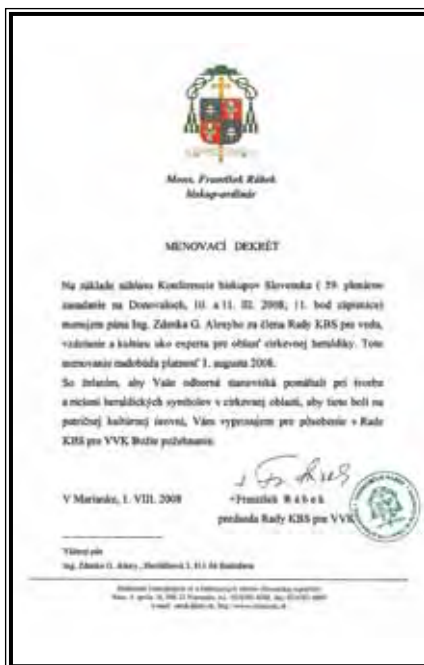 Mons. František Rábek
biskup-ordinár
MENOVACÍ DEKRÉT
Na základe súhlasu Konferencie biskupov Slovenska ( 59. plenárne
zasadanie na Donovaloch, 10. a 11. III. 2008, 11. bod zápisnice)
menujem pána Ing. Zdenka G. Alexyho za člena Rady KBS pre vedu,
vzdelanie a kultúru ako experta pre oblasť cirkevnej heraldiky. Toto
menovanie nadobúda platnosť 1. augusta 2008.
So želaním, aby Vaše odborné stanoviská pomáhali pri tvorbe
a riešení heraldických symbolov v cirkevnej oblasti, aby tieto boli na
patričnej kultúrnej úrovni, Vám vyprosujem pre pôsobenie v Rade
KBS pre VVK Božie požehnanie.
V Marianke, 1. VIII. 2008
+František Rábek
predseda Rady KBS pre VVK
Vážený pán
Ing. Zdenko G. Alexy, 3, 811 04 Bratislava